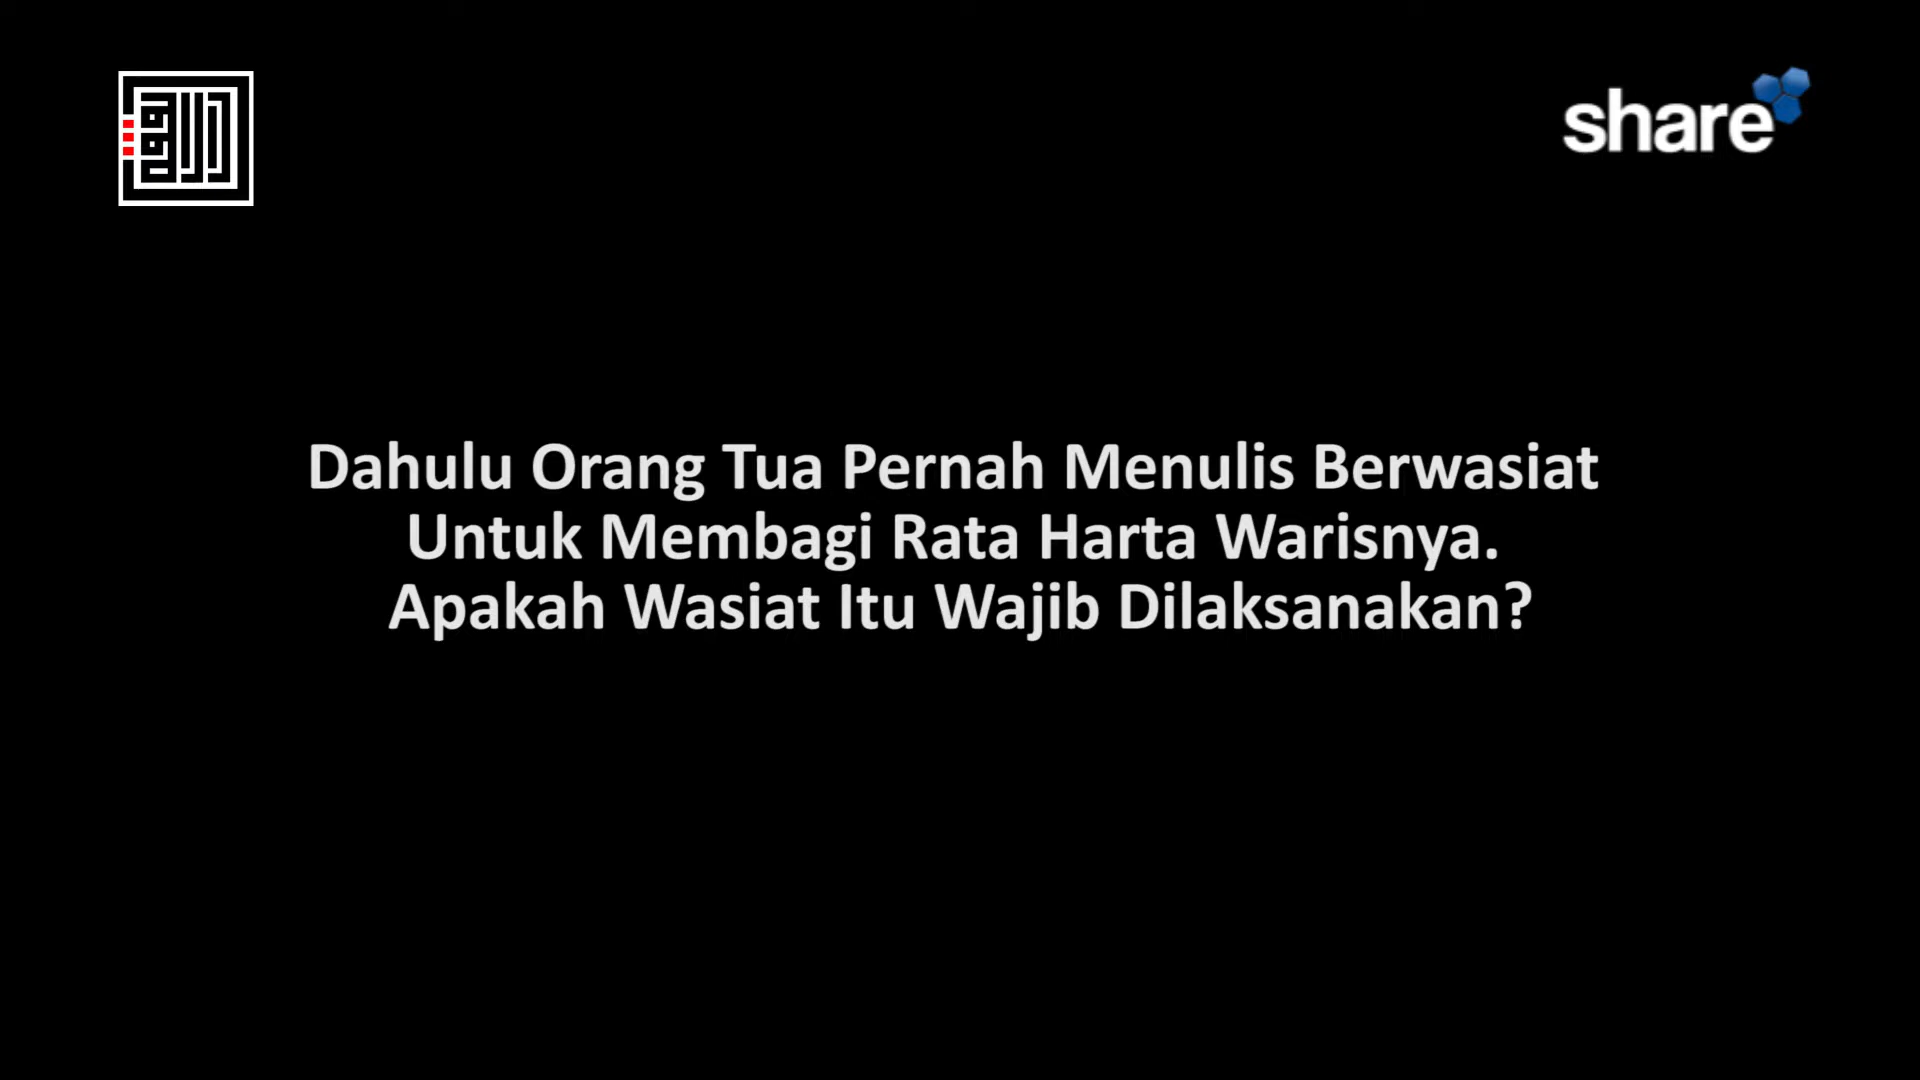 share
Dahulu Orang Tua Pernah Menulis Berwasiat
Untuk Membagi Rata Harta Warisnya.
Apakah Wasiat Itu Wajib Dilaksanakan?